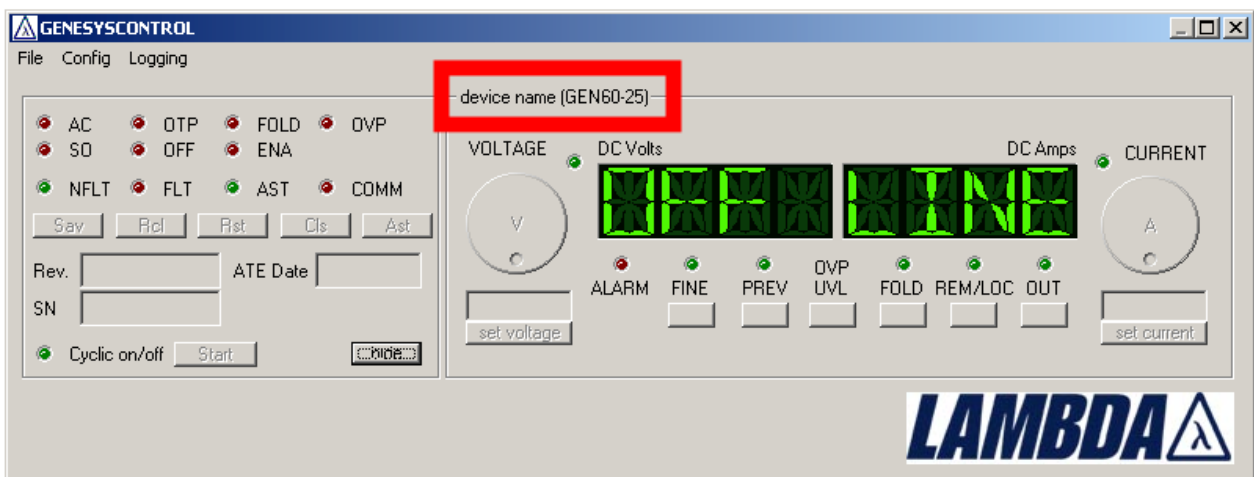 GENESYSCONTROL
File Config Logging
device name (GEN60-25)
AC OTP FOLD OVP
SO OFF ENA
NFLT FLT AST COMM
Sav Rcl Rst Cls Ast
Rev. ATE Date
SN
Cyclic on/off Start hide
VOLTAGE DC Volts DC Amps CURRENT
OFF LINE
V A
ALARM FINE PREV OVP UVL FOLD REM/LOC OUT
set voltage set current
LAMBDA λ